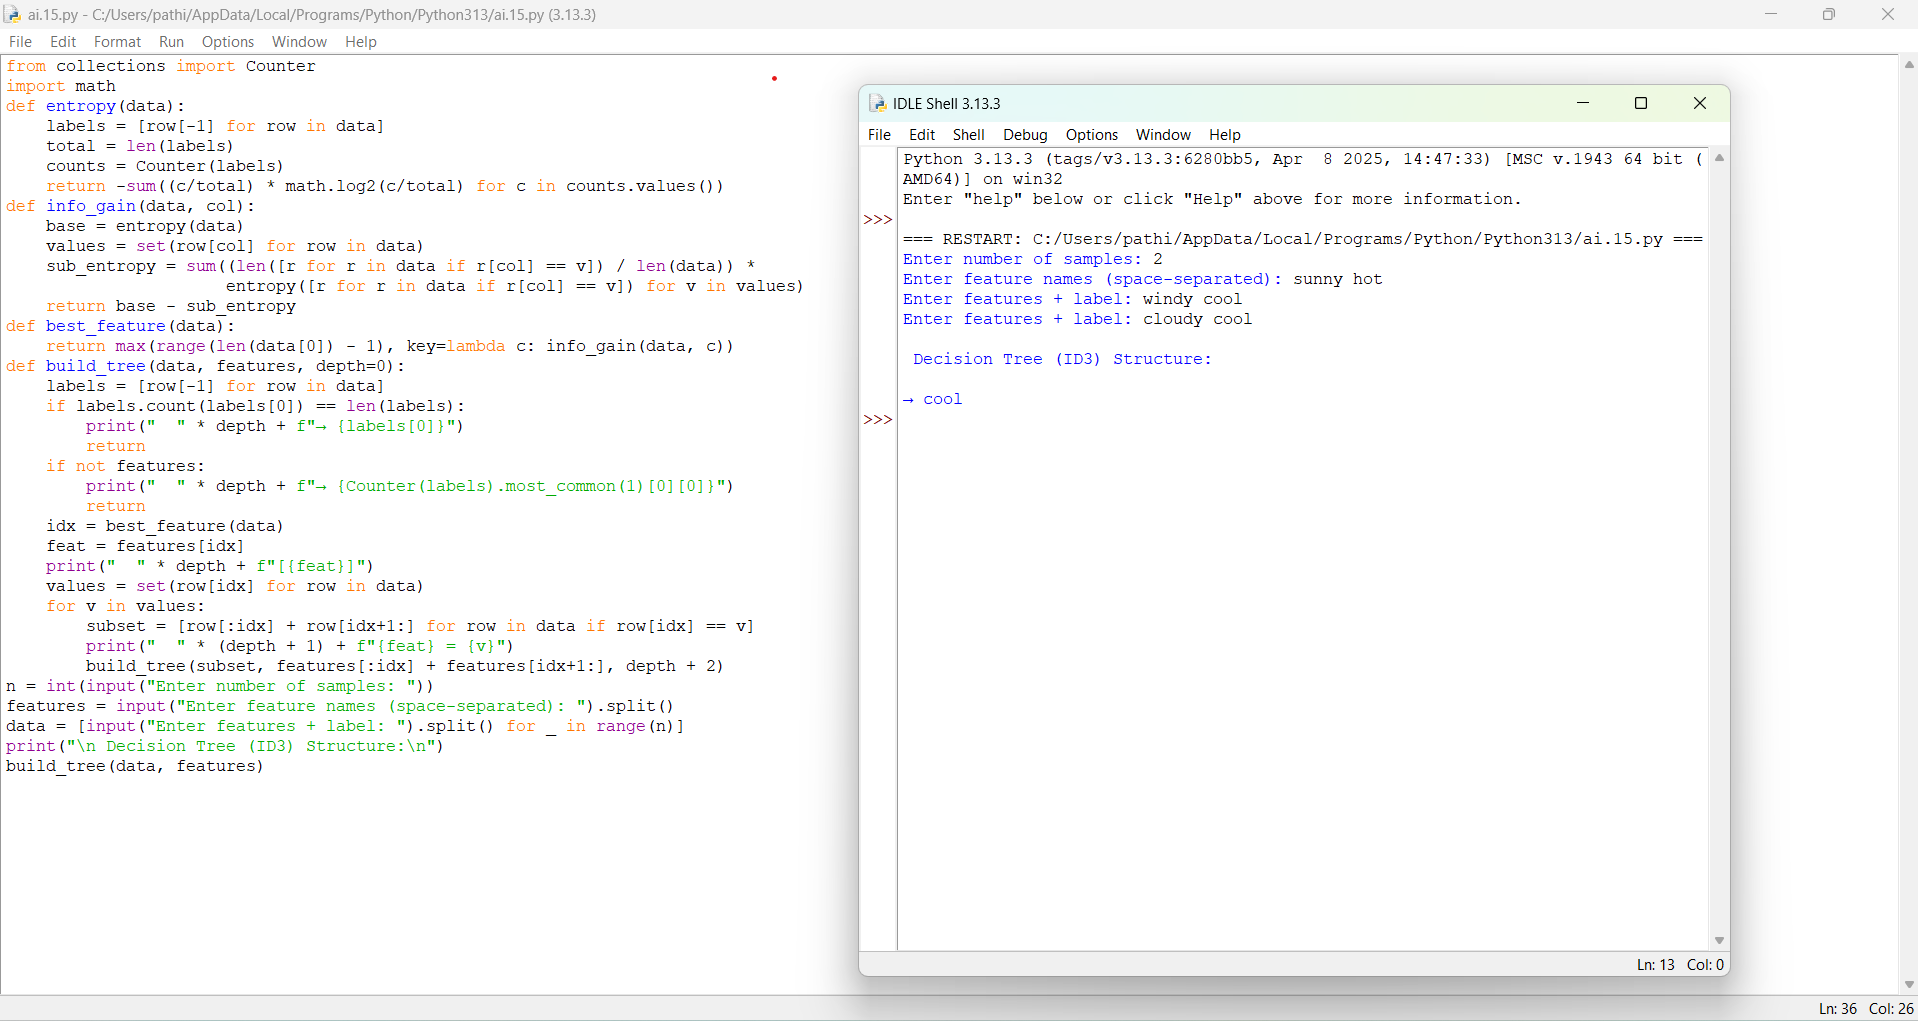 ai.15.py - C:/Users/pathi/AppData/Local/Programs/Python/Python313/ai.15.py (3.13.3)
File Edit Format Run Options Window Help
from collections import Counter
import math
def entropy(data):
    labels = [row[-1] for row in data]
    total = len(labels)
    counts = Counter(labels)
    return -sum((c/total) * math.log2(c/total) for c in counts.values())
def info_gain(data, col):
    base = entropy(data)
    values = set(row[col] for row in data)
    sub_entropy = sum((len([r for r in data if r[col] == v]) / len(data)) *
                      entropy([r for r in data if r[col] == v]) for v in values)
    return base - sub_entropy
def best_feature(data):
    return max(range(len(data[0]) - 1), key=lambda c: info_gain(data, c))
def build_tree(data, features, depth=0):
    labels = [row[-1] for row in data]
    if labels.count(labels[0]) == len(labels):
        print("  " * depth + f"→ {labels[0]}")
        return
    if not features:
        print("  " * depth + f"→ {Counter(labels).most_common(1)[0][0]}")
        return
    idx = best_feature(data)
    feat = features[idx]
    print("  " * depth + f"[{feat}]")
    values = set(row[idx] for row in data)
    for v in values:
        subset = [row[:idx] + row[idx+1:] for row in data if row[idx] == v]
        print("  " * (depth + 1) + f"{feat} = {v}")
        build_tree(subset, features[:idx] + features[idx+1:], depth + 2)
n = int(input("Enter number of samples: "))
features = input("Enter feature names (space-separated): ").split()
data = [input("Enter features + label: ").split() for _ in range(n)]
print("\n Decision Tree (ID3) Structure:\n")
build_tree(data, features)
IDLE Shell 3.13.3
File Edit Shell Debug Options Window Help
Python 3.13.3 (tags/v3.13.3:6280bb5, Apr  8 2025, 14:47:33) [MSC v.1943 64 bit (
AMD64)] on win32
Enter "help" below or click "Help" above for more information.
>>>
=== RESTART: C:/Users/pathi/AppData/Local/Programs/Python/Python313/ai.15.py ===
Enter number of samples: 2
Enter feature names (space-separated): sunny hot
Enter features + label: windy cool
Enter features + label: cloudy cool
 Decision Tree (ID3) Structure:
→ cool
>>>
Ln: 13 Col: 0
Ln: 36 Col: 26